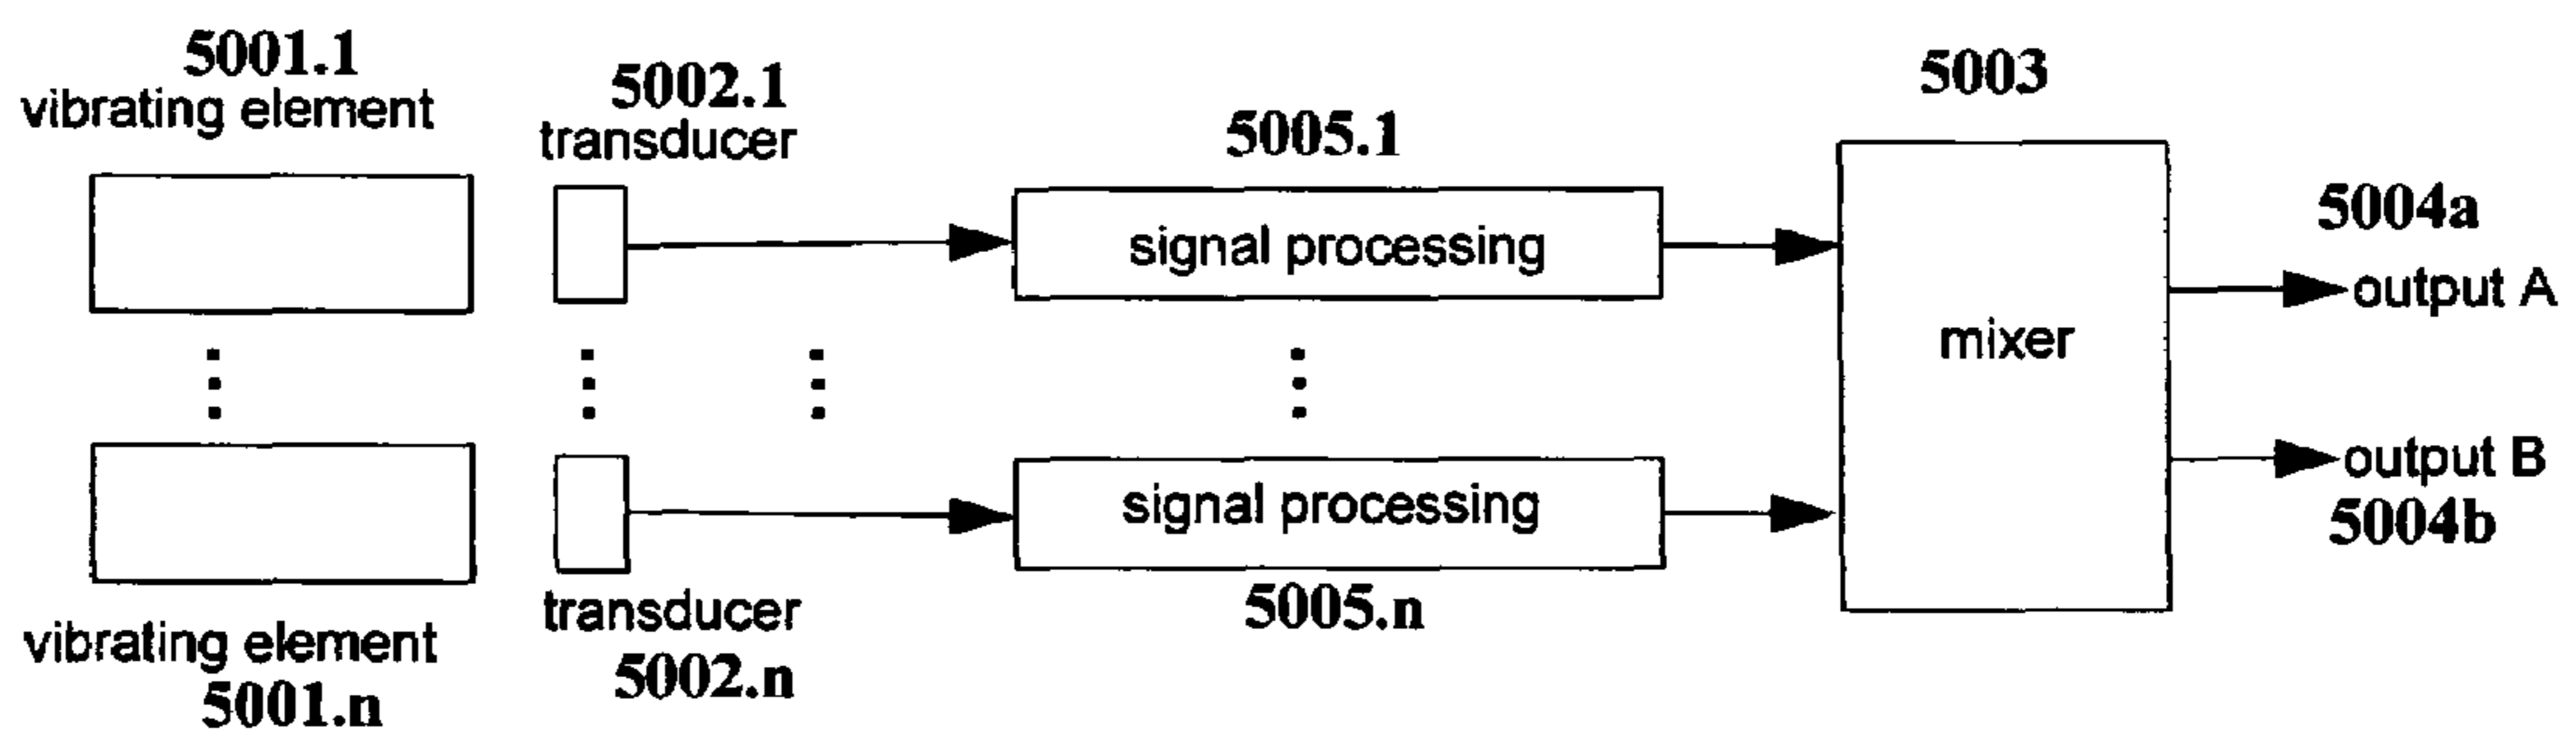 5001.1
vibrating element
5002.1
transducer
5005.1
signal processing
5003
mixer
5004a
output A
output B
5004b
signal processing
5005.n
transducer
5002.n
vibrating element
5001.n